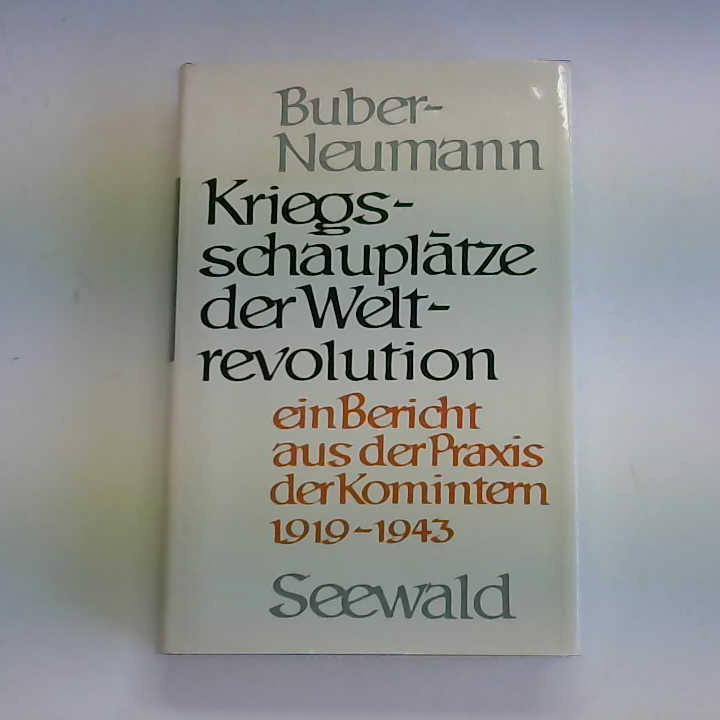 Buber-
Neumann
Kriegs-
schauplätze
der Welt-
revolution
ein Bericht
aus der Praxis
der Komintern
1919-1943
Seewald